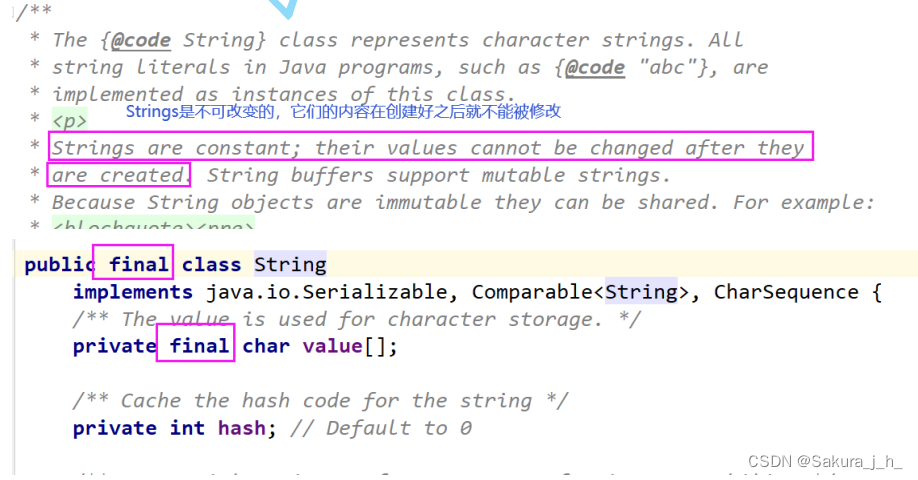 /**
* The {@code String} class represents character strings. All
* string literals in Java programs, such as {@code "abc"}, are
* implemented as instances of this class.
* <p>
Strings是不可改变的，它们的内容在创建好之后就不能被修改
* Strings are constant; their values cannot be changed after they
* are created. String buffers support mutable strings.
* Because String objects are immutable they can be shared. For example:
* <blockquote><pre>
public final class String
implements java.io.Serializable, Comparable<String>, CharSequence {
/** The value is used for character storage. */
private final char value[];
/** Cache the hash code for the string */
private int hash; // Default to 0
CSDN @Sakura_j_h_